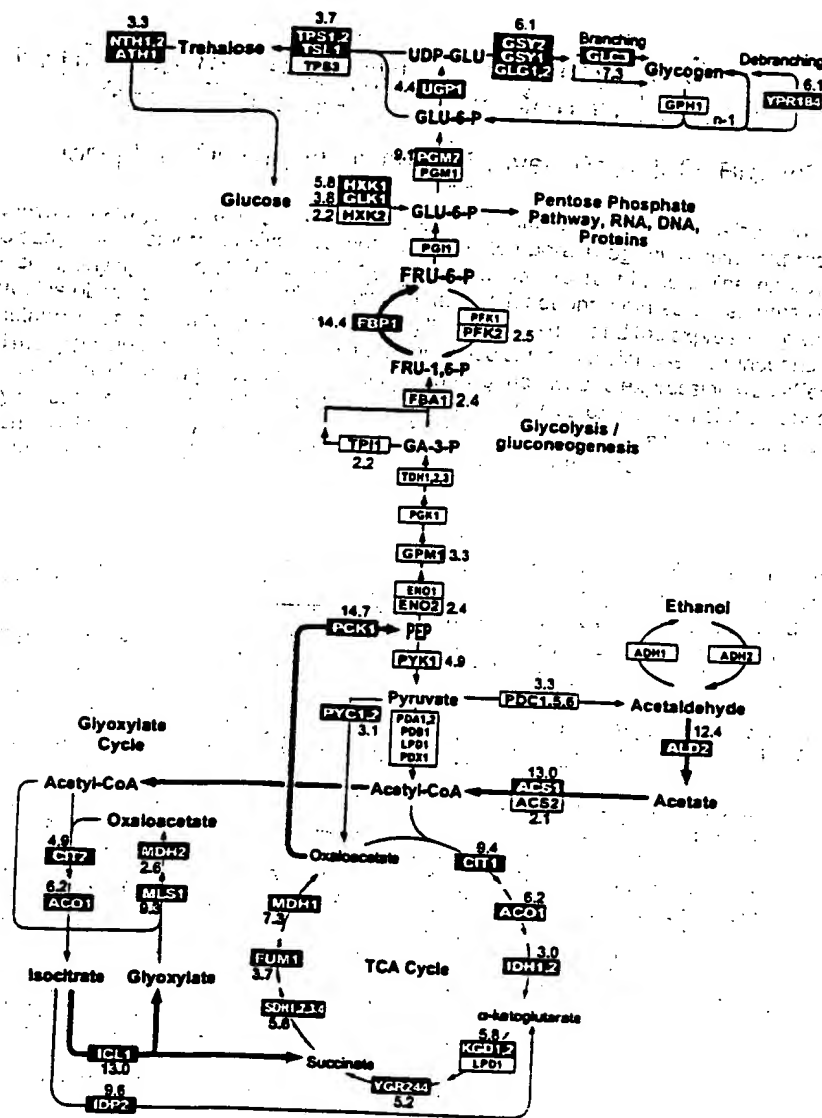 3.3
NTH1,2
ATH1
Trehalose
3.7
TPS1,2
TSL1
TPS3
UDP-GLU
6.1
GSY2
GSY1
GLG1,2
Branching
7.3
Glycogen
Debranching
6.1
YPR184
GPH1
n-1
4.4 UGP1
GLU-6-P
9.1 PGM2
PGM1
Glucose
5.8 HXK1
3.8 GLK1
2.2 HXK2
GLU-6-P
Pentose Phosphate
Pathway, RNA, DNA,
Proteins
PGI1
FRU-6-P
14.4 FBP1
PFK1
PFK2 2.5
FRU-1,6-P
FBA1 2.4
Glycolysis /
gluconeogenesis
TPI1
2.2
GA-3-P
TDH1,2,3
PGK1
GPM1 3.3
ENO1
ENO2 2.4
14.7
PCK1
PEP
PYK1 4.9
Ethanol
ADH1
ADH2
Pyruvate
3.3
PDC1,5,6
Acetaldehyde
PYC1,2
3.1
PDA1,2
PDB1
LPD1
PDX1
12.4
ALD2
Glyoxylate
Cycle
Acetyl-CoA
Acetyl-CoA
13.0
ACS1
ACS2
2.1
Acetate
Oxaloacetate
4.9
CIT2
MDH2
2.6
6.2
ACO1
MLS1
9.3
Isocitrate
Glyoxylate
ICL1
13.0
9.6
IDP2
Oxaloacetate
9.4
CIT1
MDH1
7.3
6.2
ACO1
FUM1
3.7
TCA Cycle
3.0
IDH1,2
SDH1,2,3,4
5.8
α-ketoglutarate
5.8
KGD1,2
LPD1
Succinate
YGR244
5.2